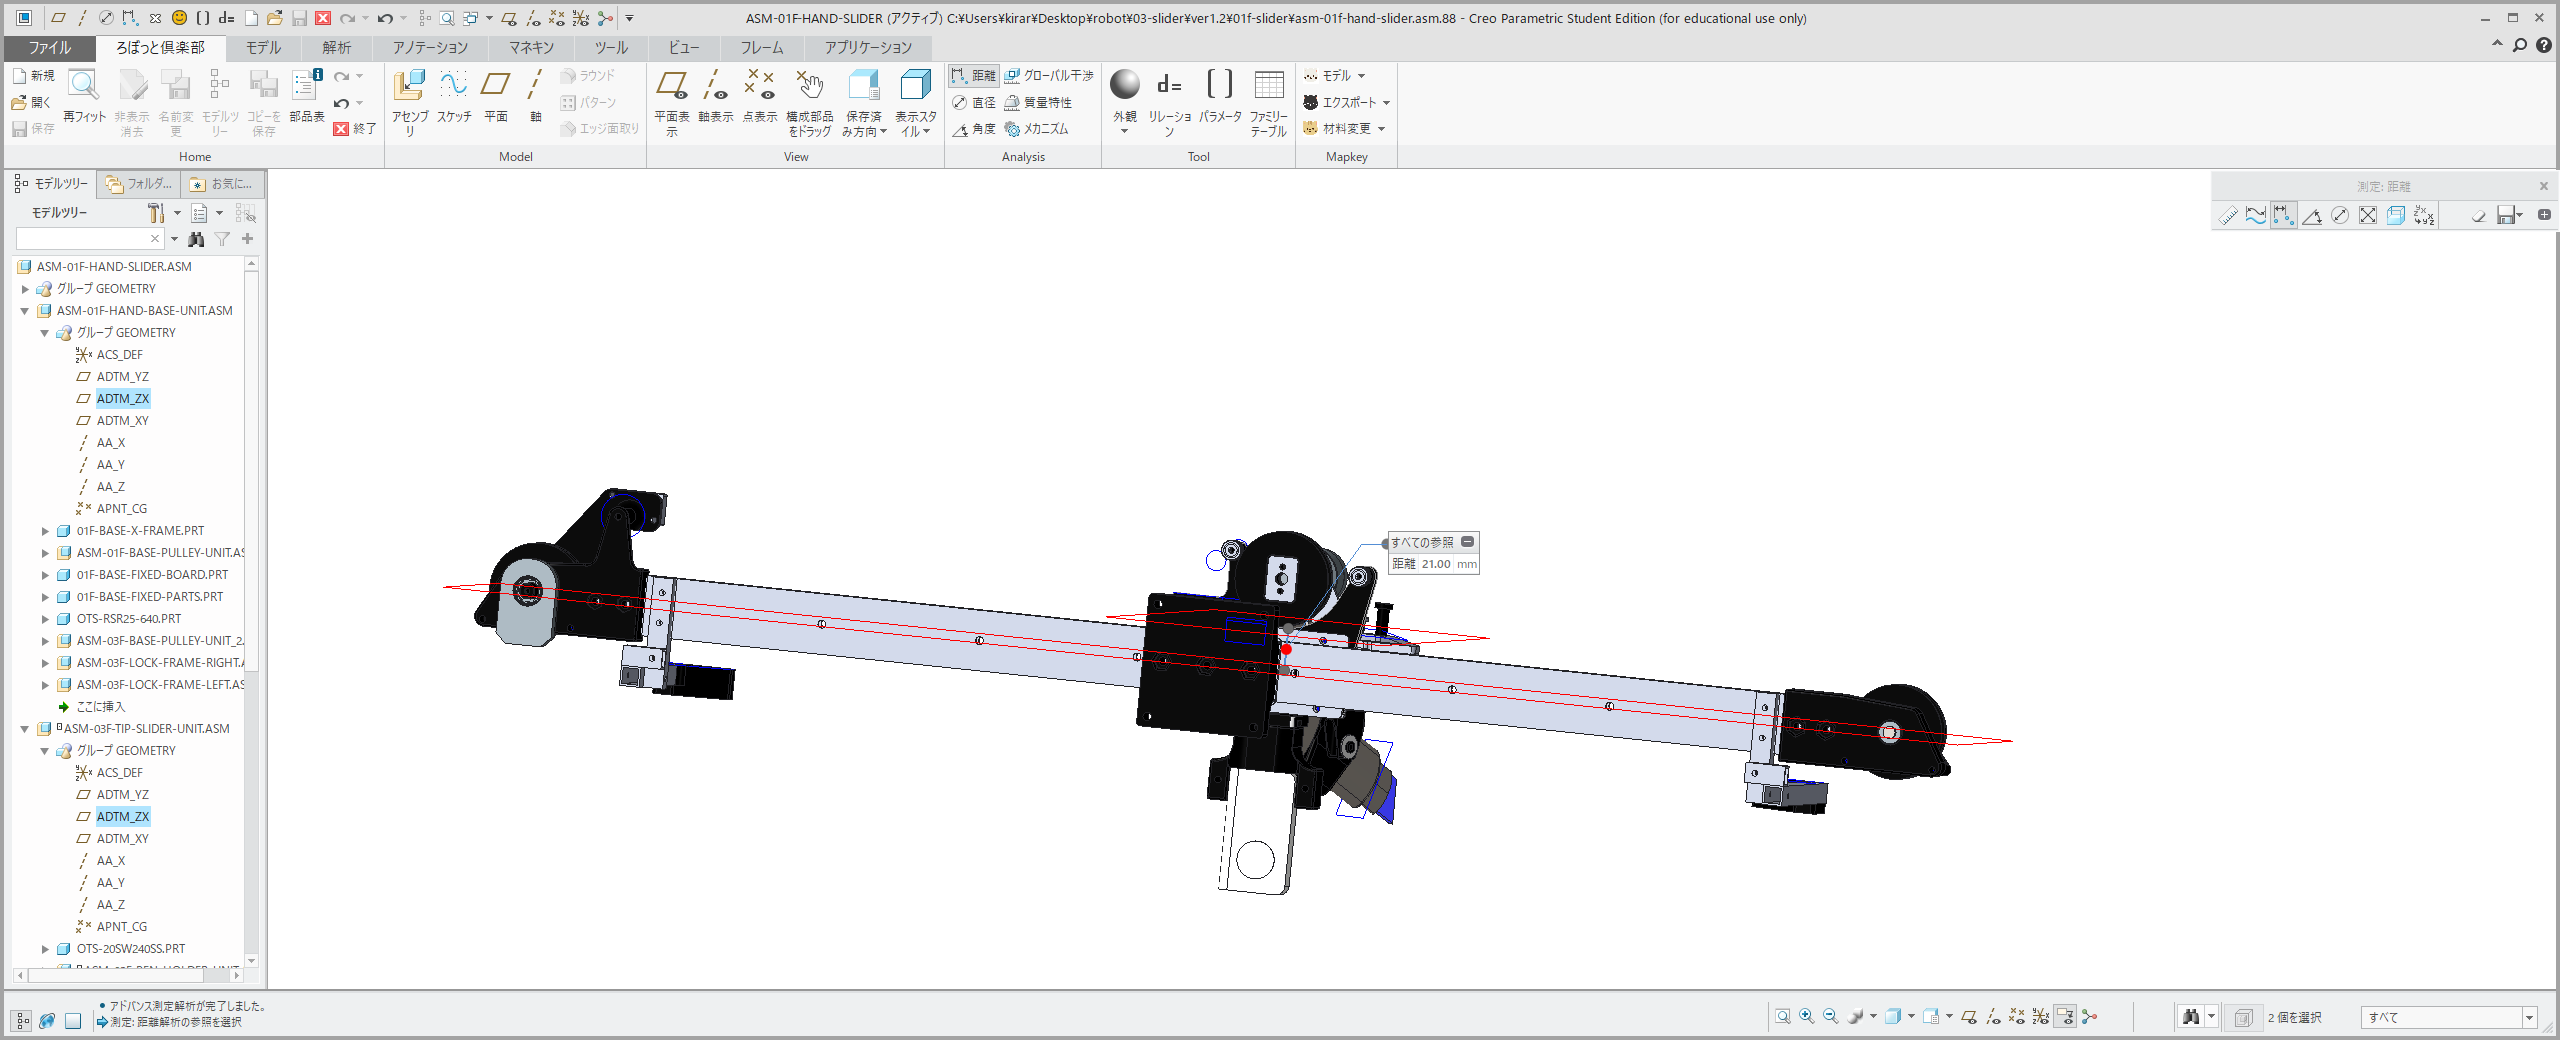 ASM-01F-HAND-SLIDER (アクティブ) C:¥Users¥kirar¥Desktop¥robot¥03-slider¥ver1.2¥01f-slider¥asm-01f-hand-slider.asm.88 - Creo Parametric Student Edition (for educational use only)
ファイル ろぼっと倶楽部 モデル 解析 アノテーション マネキン ツール ビュー フレーム アプリケーション
新規
開く
保存
再フィット
非表示
消去
名前変
更
モデルツ
リー
コピーを
保存
部品表
終了
アセンブ
リ
スケッチ
平面
軸
ラウンド
パターン
エッジ面取り
平面表
示
軸表示
点表示
構成部品
をドラッグ
保存済
み方向
表示スタ
イル
距離
直径
角度
グローバル干渉
質量特性
メカニズム
外観
d=
リレーショ
ン
パラメータ
ファミリー
テーブル
モデル
エクスポート
材料変更
Home Model View Analysis Tool Mapkey
モデルツリー フォルダ... お気に...
モデルツリー
ASM-01F-HAND-SLIDER.ASM
グループ GEOMETRY
ASM-01F-HAND-BASE-UNIT.ASM
グループ GEOMETRY
ACS_DEF
ADTM_YZ
ADTM_ZX
ADTM_XY
AA_X
AA_Y
AA_Z
APNT_CG
01F-BASE-X-FRAME.PRT
ASM-01F-BASE-PULLEY-UNIT.AS
01F-BASE-FIXED-BOARD.PRT
01F-BASE-FIXED-PARTS.PRT
OTS-RSR25-640.PRT
ASM-03F-BASE-PULLEY-UNIT_2.
ASM-03F-LOCK-FRAME-RIGHT.A
ASM-03F-LOCK-FRAME-LEFT.AS
ここに挿入
ASM-03F-TIP-SLIDER-UNIT.ASM
グループ GEOMETRY
ACS_DEF
ADTM_YZ
ADTM_ZX
ADTM_XY
AA_X
AA_Y
AA_Z
APNT_CG
OTS-20SW240SS.PRT
測定: 距離
すべての参照
距離 21.00 mm
アドバンス測定解析が完了しました。
測定: 距離解析の参照を選択
2 個を選択
すべて